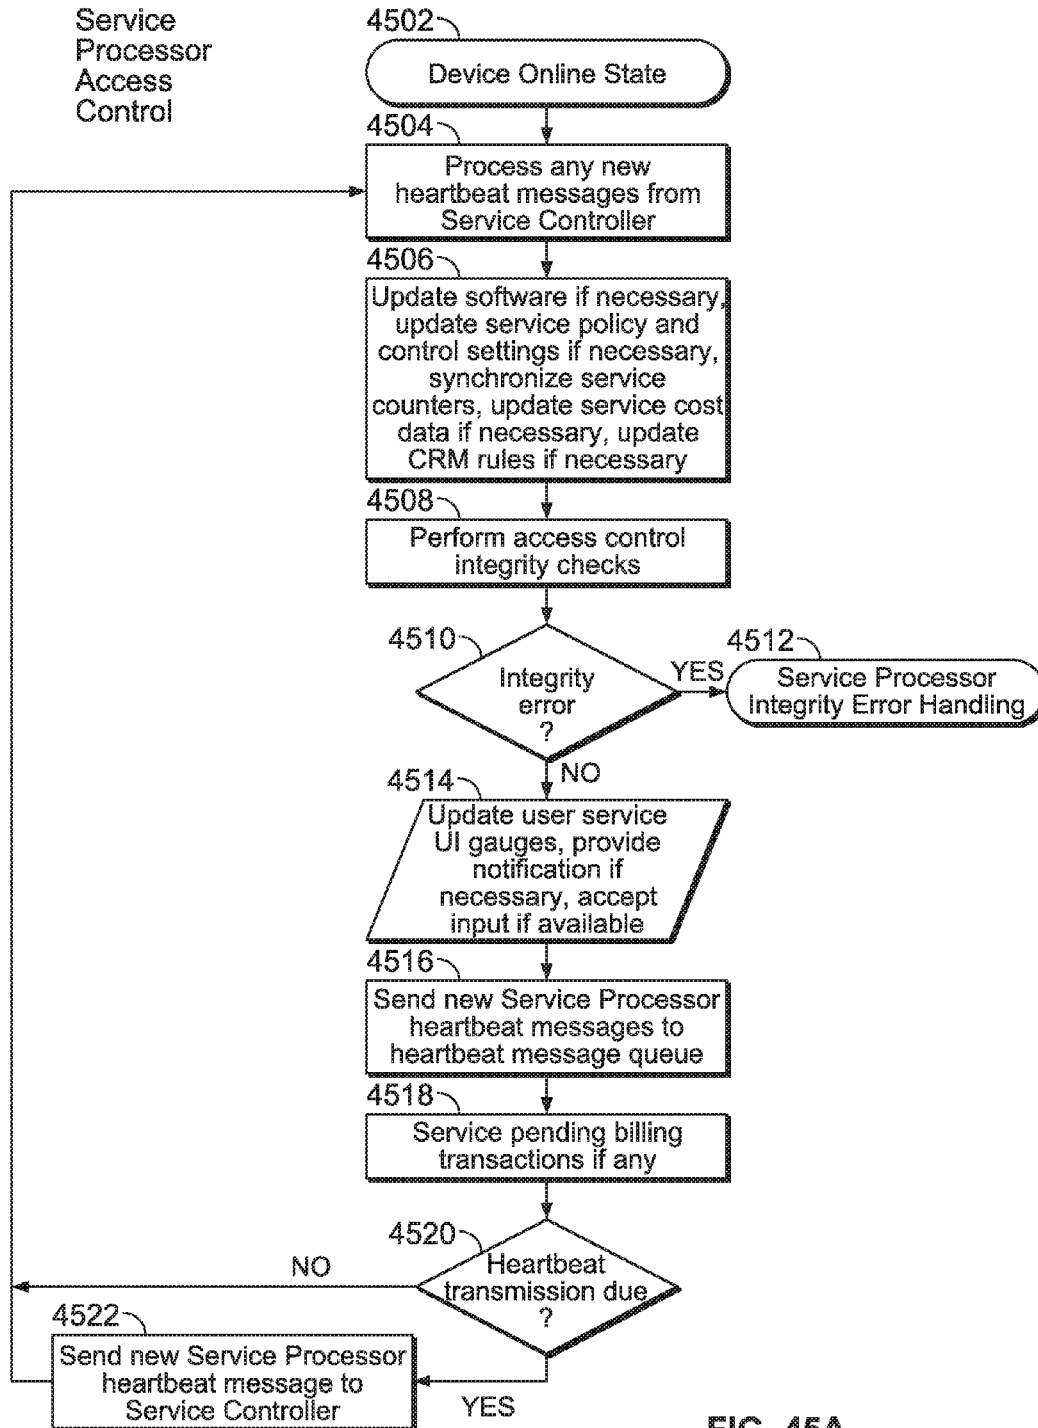 Service
Processor
Access
Control
4502
Device Online State
4504
Process any new
heartbeat messages from
Service Controller
4506
Update software if necessary,
update service policy and
control settings if necessary,
synchronize service
counters, update service cost
data if necessary, update
CRM rules if necessary
4508
Perform access control
integrity checks
4510
Integrity
error
?
YES
4512
Service Processor
Integrity Error Handling
NO
4514
Update user service
UI gauges, provide
notification if
necessary, accept
input if available
4516
Send new Service Processor
heartbeat messages to
heartbeat message queue
4518
Service pending billing
transactions if any
4520
Heartbeat
transmission due
?
NO
4522
Send new Service Processor
heartbeat message to
Service Controller
YES
FIG. 45A